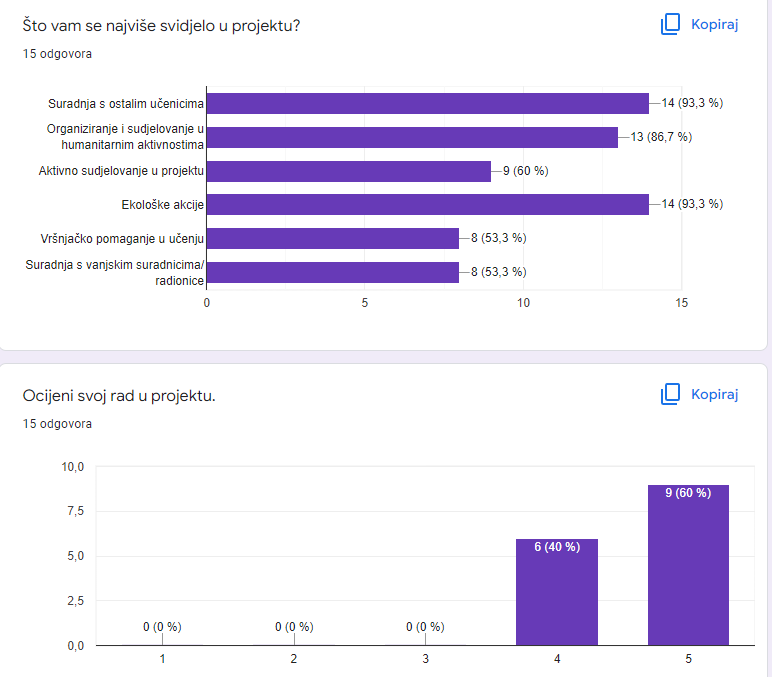 Što vam se najviše svidjelo u projektu?
Kopiraj
15 odgovora
Suradnja s ostalim učenicima
14 (93,3 %)
Organiziranje i sudjelovanje u
humanitarnim aktivnostima
13 (86,7 %)
Aktivno sudjelovanje u projektu
9 (60 %)
Ekološke akcije
14 (93,3 %)
Vršnjačko pomaganje u učenju
8 (53,3 %)
Suradnja s vanjskim suradnicima/
radionice
8 (53,3 %)
0 5 10 15
Ocijeni svoj rad u projektu.
Kopiraj
15 odgovora
10,0
7,5
5,0
2,5
0,0
0 (0 %) 0 (0 %) 0 (0 %) 6 (40 %) 9 (60 %)
1 2 3 4 5